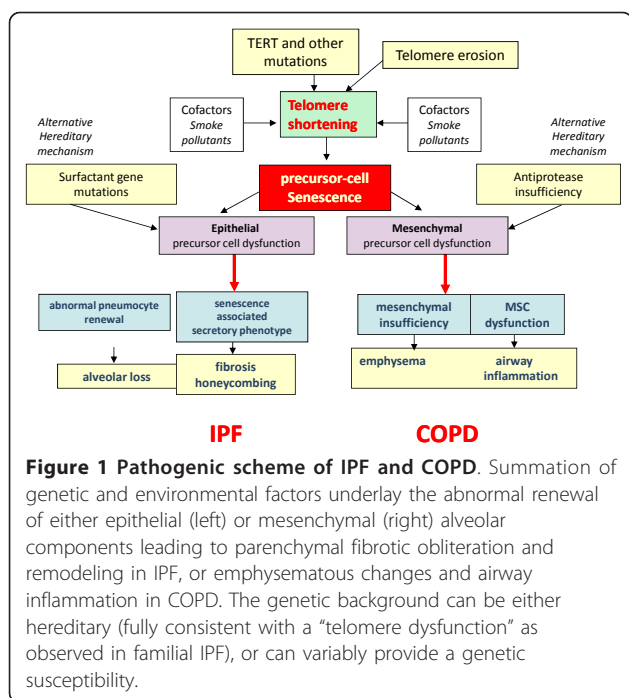 TERT and other
mutations
Telomere erosion
Cofactors
Smoke
pollutants
Telomere
shortening
Cofactors
Smoke
pollutants
Alternative
Hereditary
mechanism
Alternative
Hereditary
mechanism
Surfactant gene
mutations
precursor-cell
Senescence
Antiprotease
insufficiency
Epithelial
precursor cell dysfunction
Mesenchymal
precursor cell dysfunction
abnormal pneumocyte
renewal
senescence
associated
secretory phenotype
mesenchymal
insufficiency
MSC
dysfunction
alveolar loss
fibrosis
honeycombing
emphysema
airway
inflammation
IPF
COPD
Figure 1 Pathogenic scheme of IPF and COPD. Summation of
genetic and environmental factors underlay the abnormal renewal
of either epithelial (left) or mesenchymal (right) alveolar
components leading to parenchymal fibrotic obliteration and
remodeling in IPF, or emphysematous changes and airway
inflammation in COPD. The genetic background can be either
hereditary (fully consistent with a “telomere dysfunction” as
observed in familial IPF), or can variably provide a genetic
susceptibility.